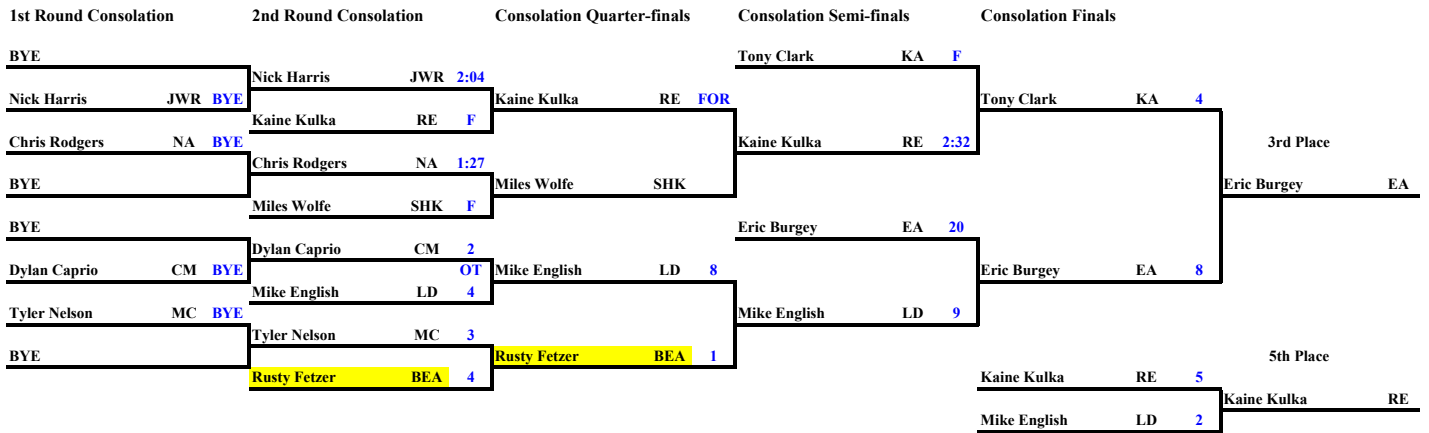 1st Round Consolation 2nd Round Consolation Consolation Quarter-finals Consolation Semi-finals Consolation Finals
BYE Tony Clark KA F
Nick Harris JWR 2:04
Nick Harris JWR BYE Kaine Kulka RE FOR Tony Clark KA 4
Kaine Kulka RE F
Chris Rodgers NA BYE Kaine Kulka RE 2:32 3rd Place
Chris Rodgers NA 1:27
BYE Miles Wolfe SHK Eric Burgey EA
Miles Wolfe SHK F
BYE Eric Burgey EA 20
Dylan Caprio CM 2
Dylan Caprio CM BYE OT Mike English LD 8 Eric Burgey EA 8
Mike English LD 4
Tyler Nelson MC BYE Mike English LD 9
Tyler Nelson MC 3
BYE Rusty Fetzer BEA 1 5th Place
Rusty Fetzer BEA 4 Kaine Kulka RE 5
Kaine Kulka RE
Mike English LD 2